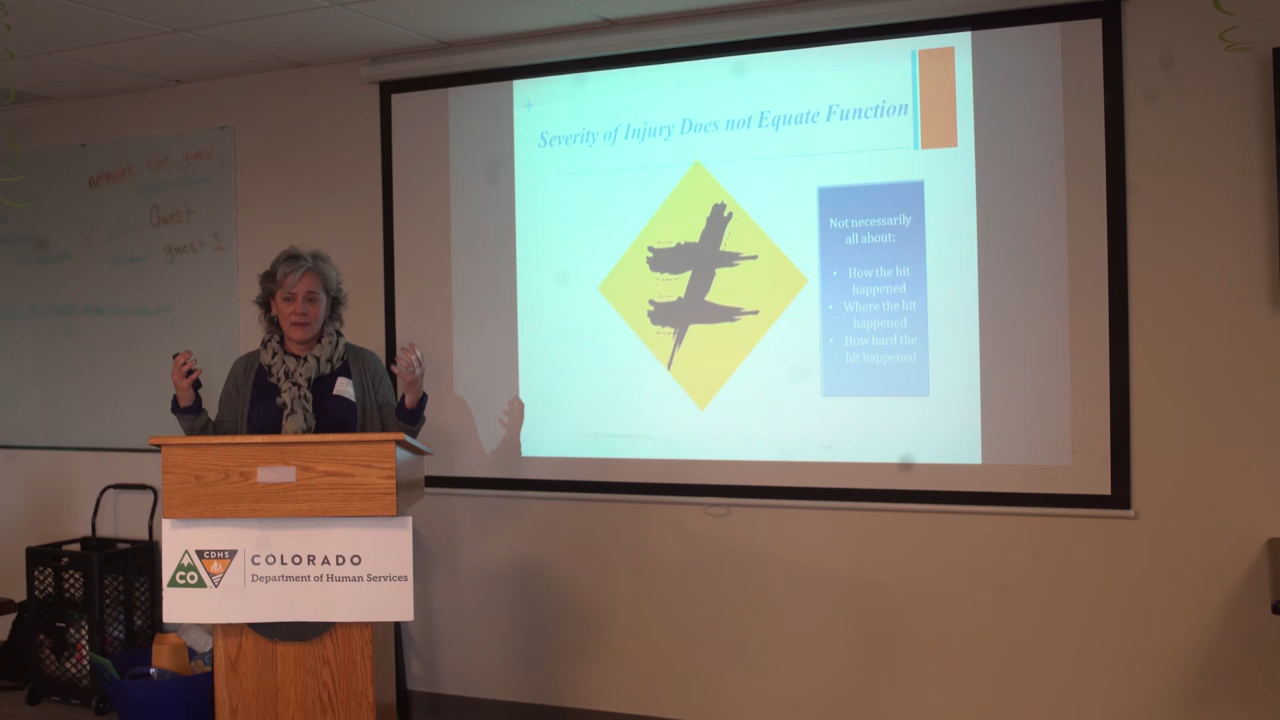 Severity of Injury Does not Equate Function
Not necessarily
all about:
• How the hit
happened
• Where the hit
happened
• How hard the
hit happened
Guest
guest 1
CO
CDHS
COLORADO
Department of Human Services